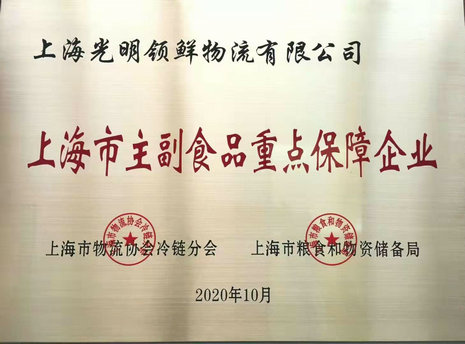 上海光明领鲜物流有限公司
上海市主副食品重点保障企业
上海市物流协会冷链分会 上海市粮食和物资储备局
2020年10月